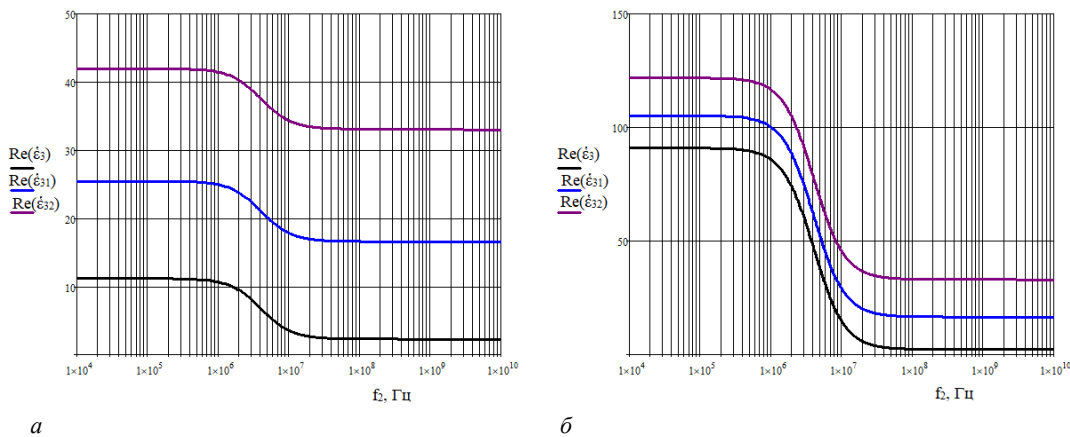 50
40
30
20
10
Re(ε̇3)
Re(ε̇31)
Re(ε̇32)
1×10⁴ 1×10⁵ 1×10⁶ 1×10⁷ 1×10⁸ 1×10⁹ 1×10¹⁰
f₂, Гц
а
150
100
50
Re(ε̇3)
Re(ε̇31)
Re(ε̇32)
1×10⁴ 1×10⁵ 1×10⁶ 1×10⁷ 1×10⁸ 1×10⁹ 1×10¹⁰
f₂, Гц
б